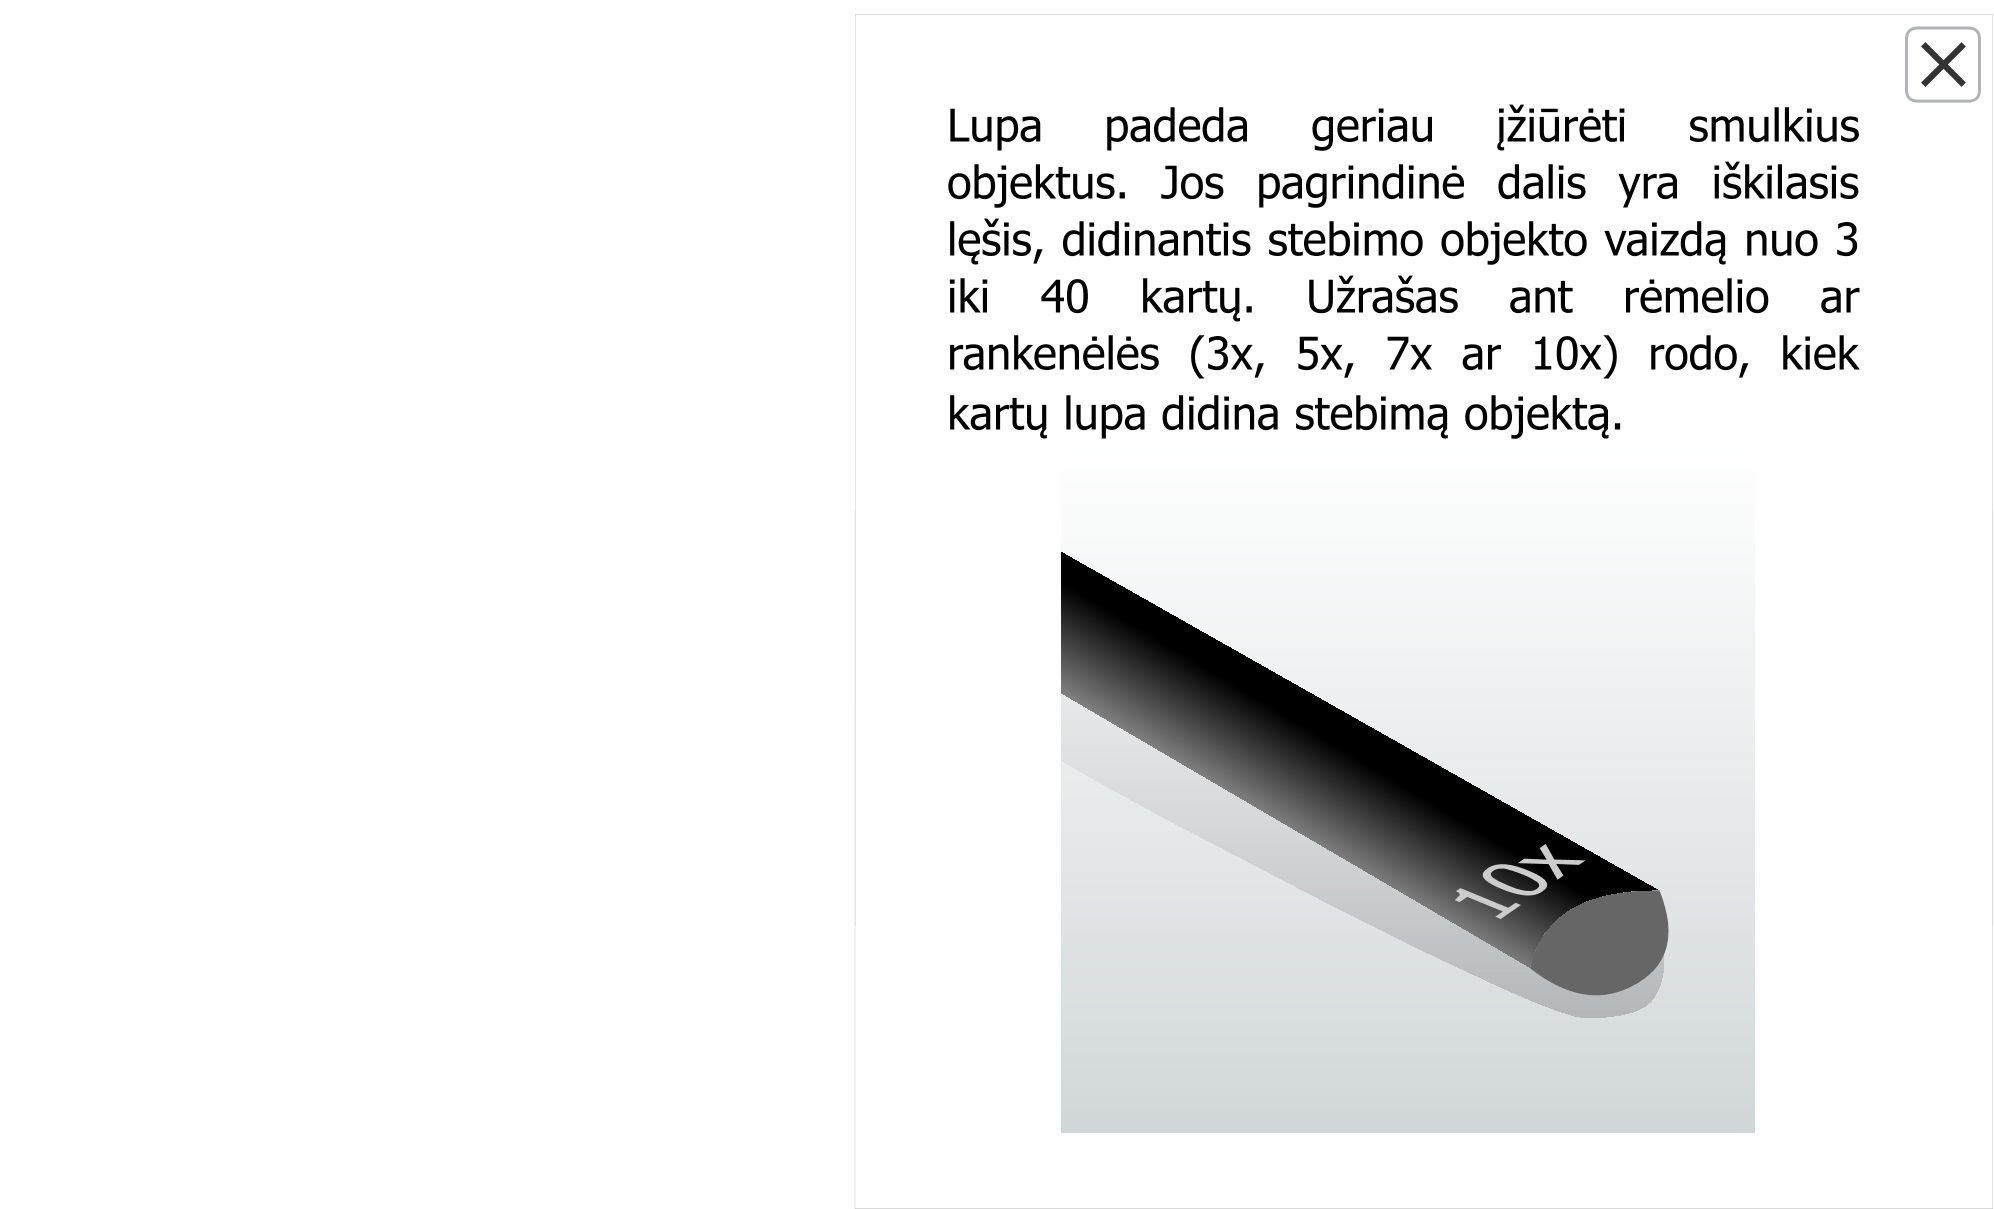 Lupa padeda geriau įžiūrėti smulkius
objektus. Jos pagrindinė dalis yra iškilasis
lęšis, didinantis stebimo objekto vaizdą nuo 3
iki 40 kartų. Užrašas ant rėmelio ar
rankenėlės (3x, 5x, 7x ar 10x) rodo, kiek
kartų lupa didina stebimą objektą.
10x